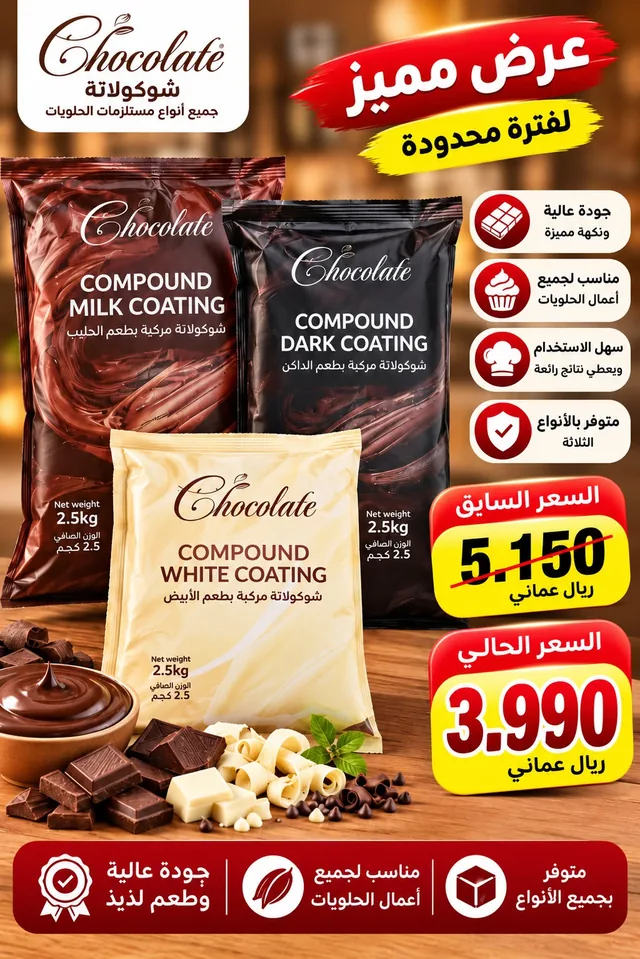 Chocolate
شوكولاتة
جميع أنواع مستلزمات الحلويات
عرض مميز
لفترة محدودة
Chocolate
COMPOUND
MILK COATING
شوكولاتة مركبة بطعم الحليب
Net weight
2.5kg
الوزن الصافي
2.5 كجم
Chocolate
COMPOUND
DARK COATING
شوكولاتة مركبة بطعم الداكن
Net weight
2.5kg
الوزن الصافي
2.5 كجم
Chocolate
COMPOUND
WHITE COATING
شوكولاتة مركبة بطعم الأبيض
Net weight
2.5kg
الوزن الصافي
2.5 كجم
جودة عالية
ونكهة مميزة
مناسب لجميع
أعمال الحلويات
سهل الاستخدام
ويعطي نتائج رائعة
متوفر بالأنواع
الثلاثة
السعر السابق
5.150
ريال عماني
السعر الحالي
3.990
ريال عماني
متوفر
بجميع الأنواع
مناسب لجميع
أعمال الحلويات
جودة عالية
وطعم لذيذ